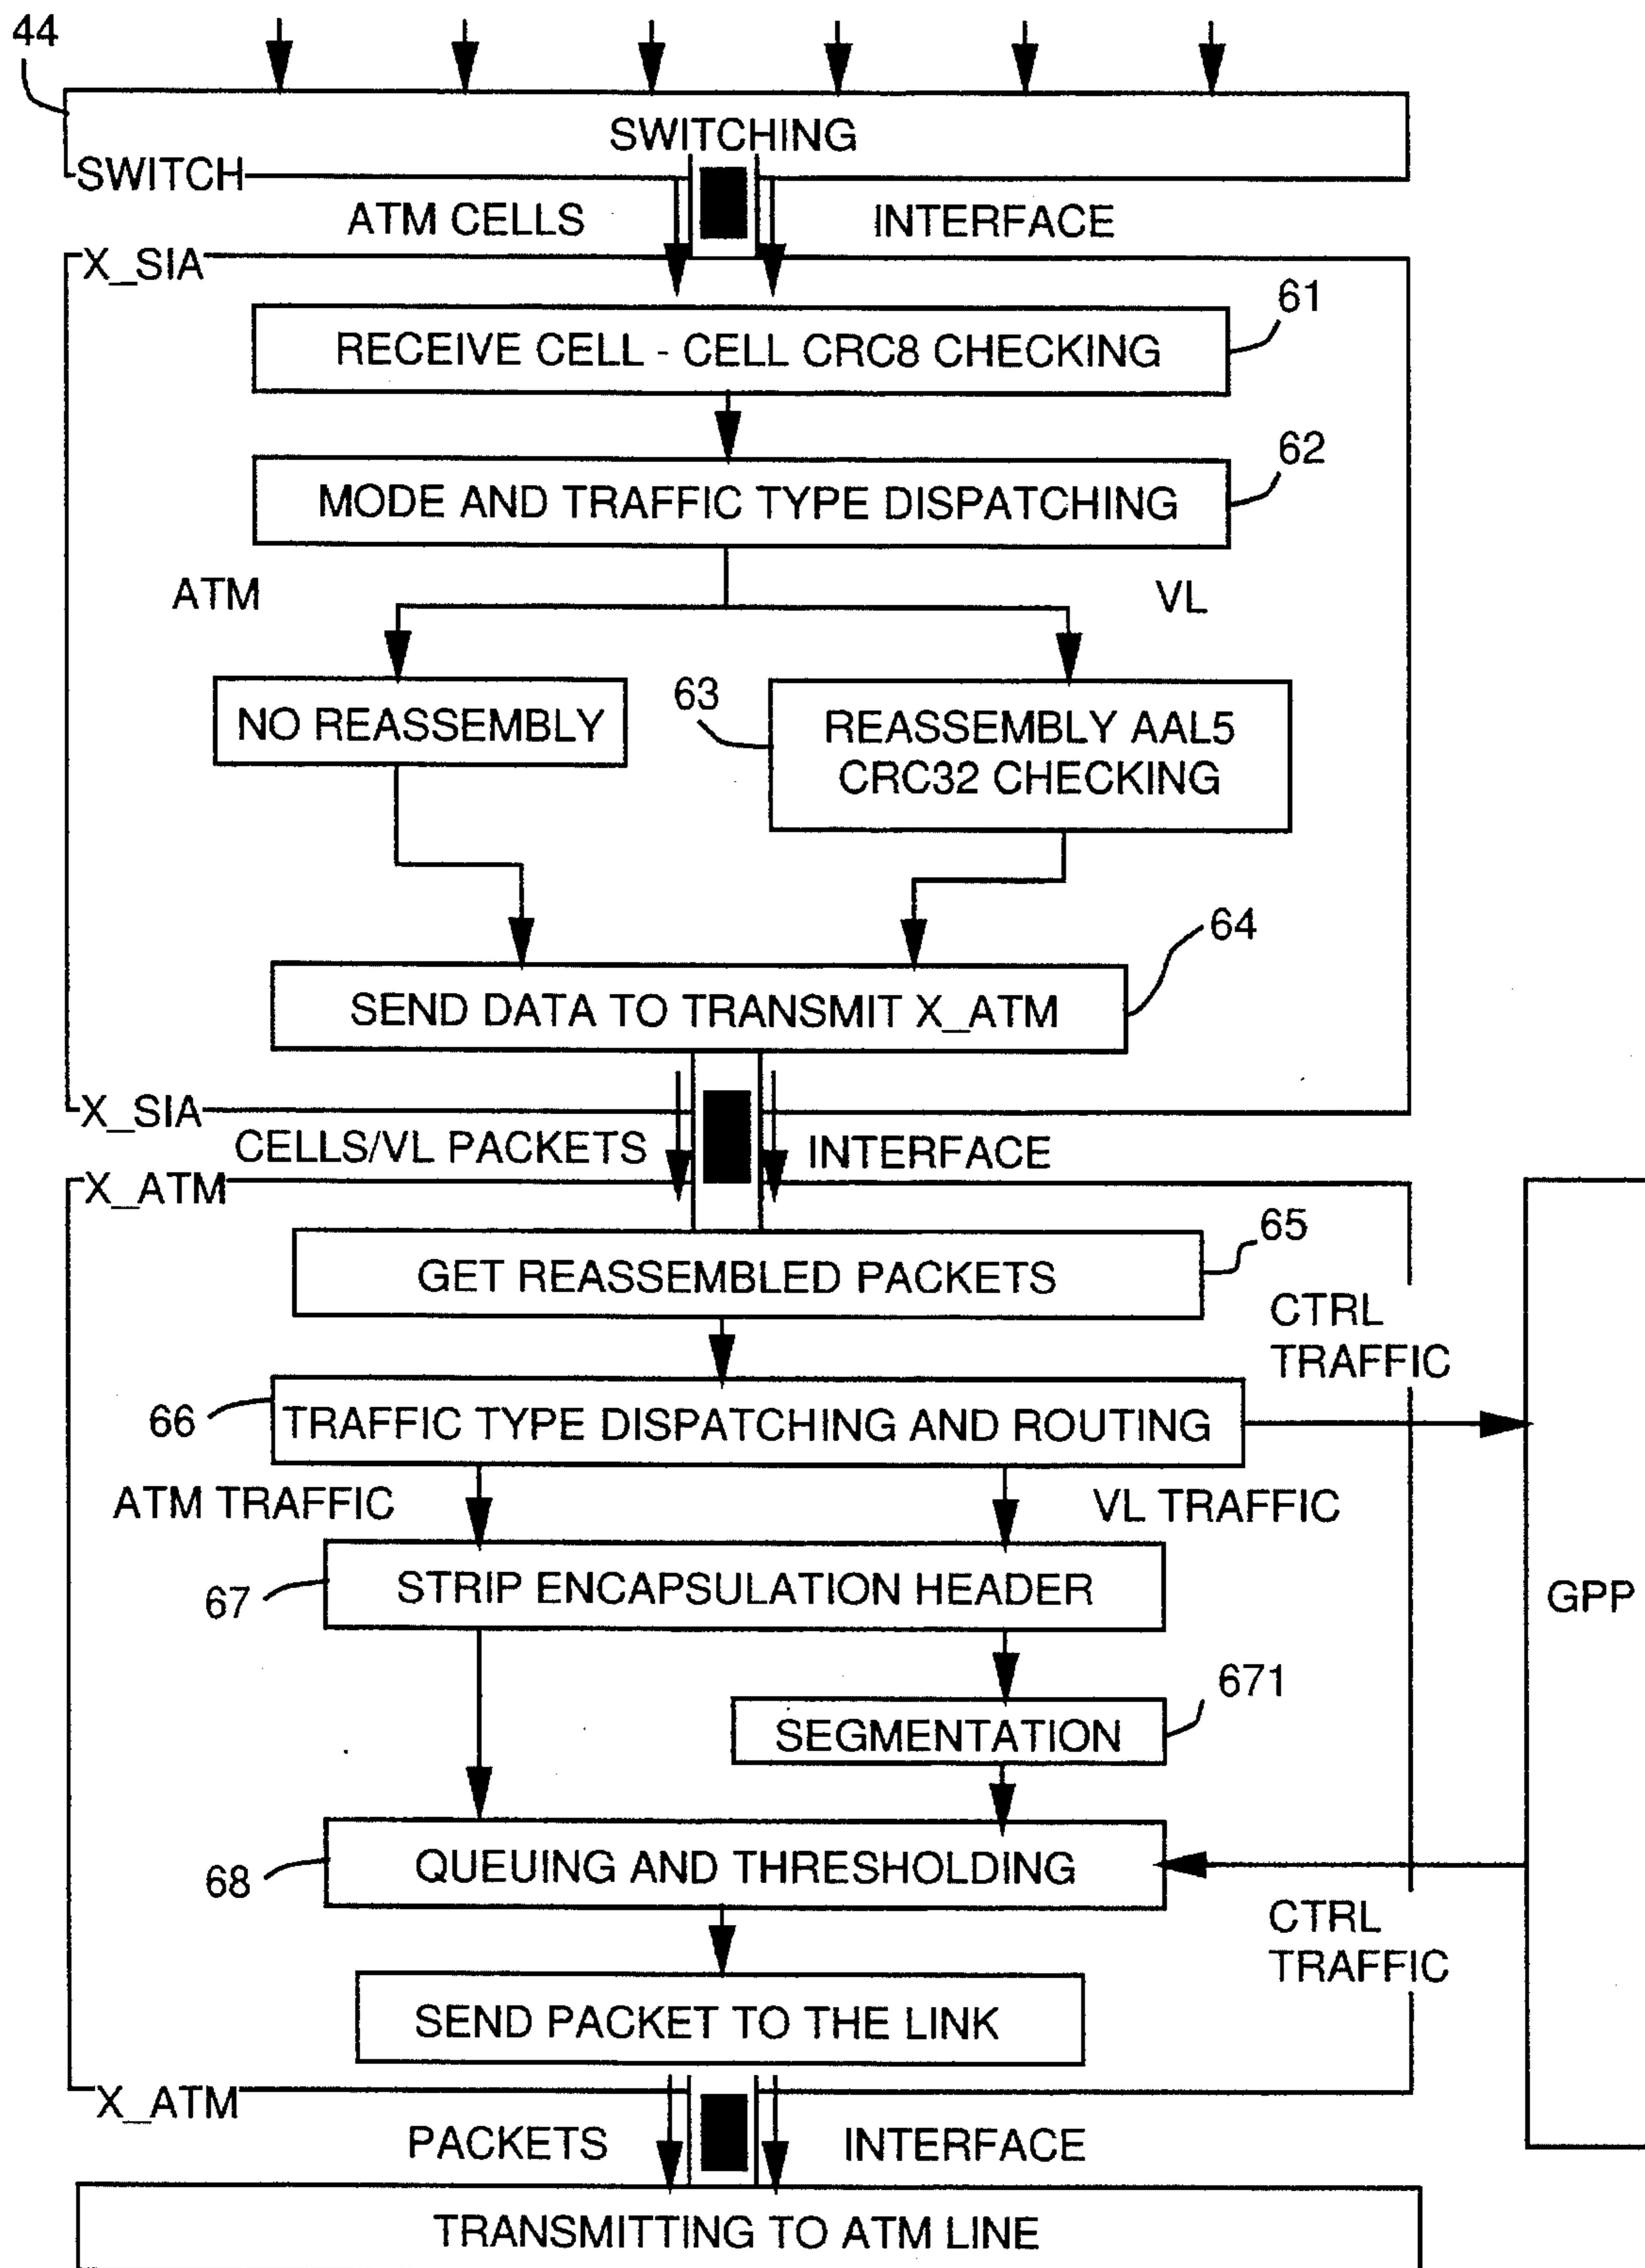 44
SWITCHING
SWITCH
ATM CELLS
INTERFACE
X_SIA
61
RECEIVE CELL - CELL CRC8 CHECKING
62
MODE AND TRAFFIC TYPE DISPATCHING
ATM
VL
NO REASSEMBLY
63
REASSEMBLY AAL5
CRC32 CHECKING
64
SEND DATA TO TRANSMIT X_ATM
X_SIA
CELLS/VL PACKETS
INTERFACE
X_ATM
65
GET REASSEMBLED PACKETS
CTRL
TRAFFIC
66
TRAFFIC TYPE DISPATCHING AND ROUTING
ATM TRAFFIC
VL TRAFFIC
67
STRIP ENCAPSULATION HEADER
GPP
671
SEGMENTATION
68
QUEUING AND THRESHOLDING
CTRL
TRAFFIC
SEND PACKET TO THE LINK
X_ATM
PACKETS
INTERFACE
TRANSMITTING TO ATM LINE